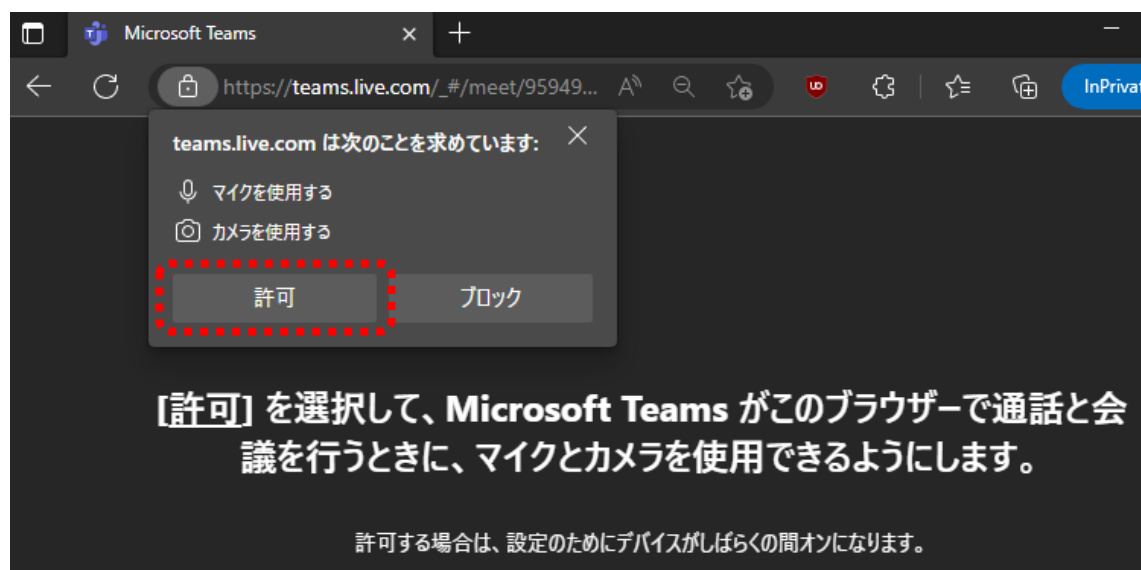 Microsoft Teams
https://teams.live.com/_#/meet/95949...
InPrivat
teams.live.com は次のことを求めています:
マイクを使用する
カメラを使用する
許可
ブロック
[許可] を選択して、Microsoft Teams がこのブラウザーで通話と会
議を行うときに、マイクとカメラを使用できるようにします。
許可する場合は、設定のためにデバイスがしばらくの間オンになります。